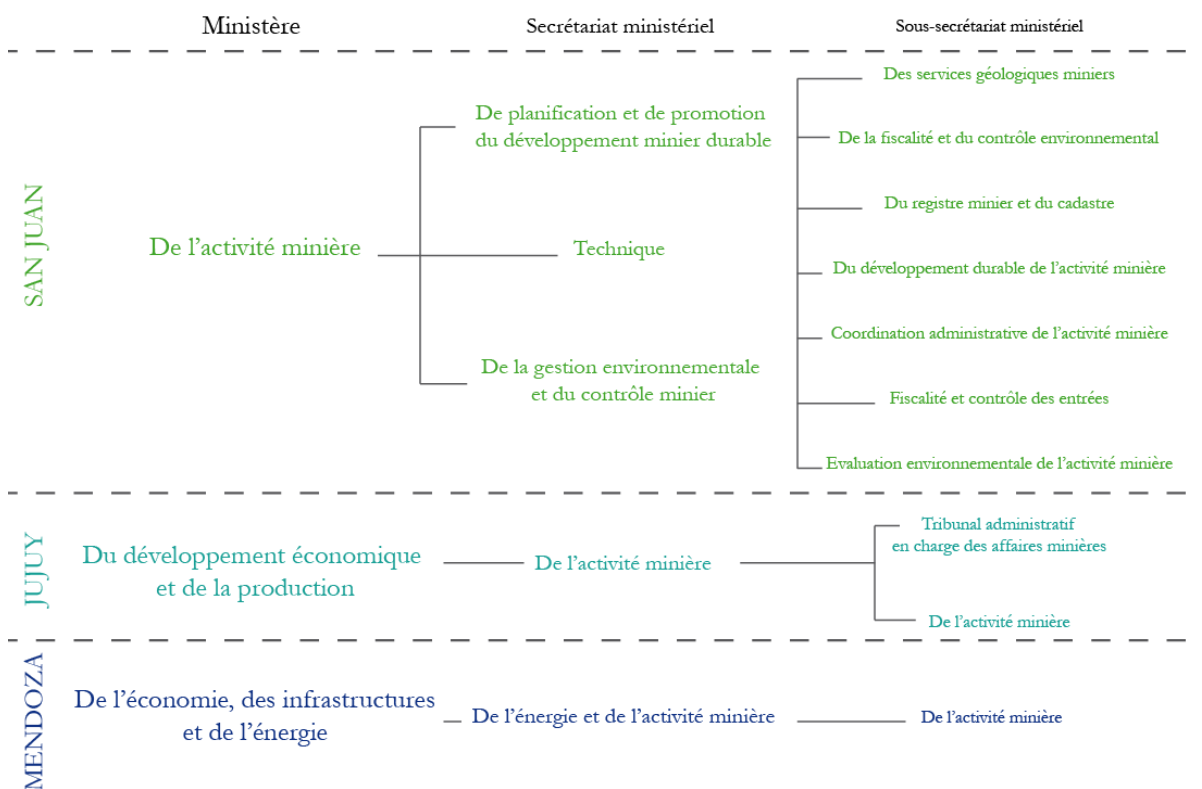 Ministère
Secrétariat ministériel
Sous-secrétariat ministériel
SAN JUAN
De l'activité minière
De planification et de promotion
du développement minier durable
Technique
De la gestion environnementale
et du contrôle minier
Des services géologiques miniers
De la fiscalité et du contrôle environnemental
Du registre minier et du cadastre
Du développement durable de l'activité minière
Coordination administrative de l'activité minière
Fiscalité et contrôle des entrées
Evaluation environnementale de l'activité minière
JUJUY
Du développement économique
et de la production
De l'activité minière
Tribunal administratif
en charge des affaires minières
De l'activité minière
MENDOZA
De l'économie, des infrastructures
et de l'énergie
De l'énergie et de l'activité minière
De l'activité minière